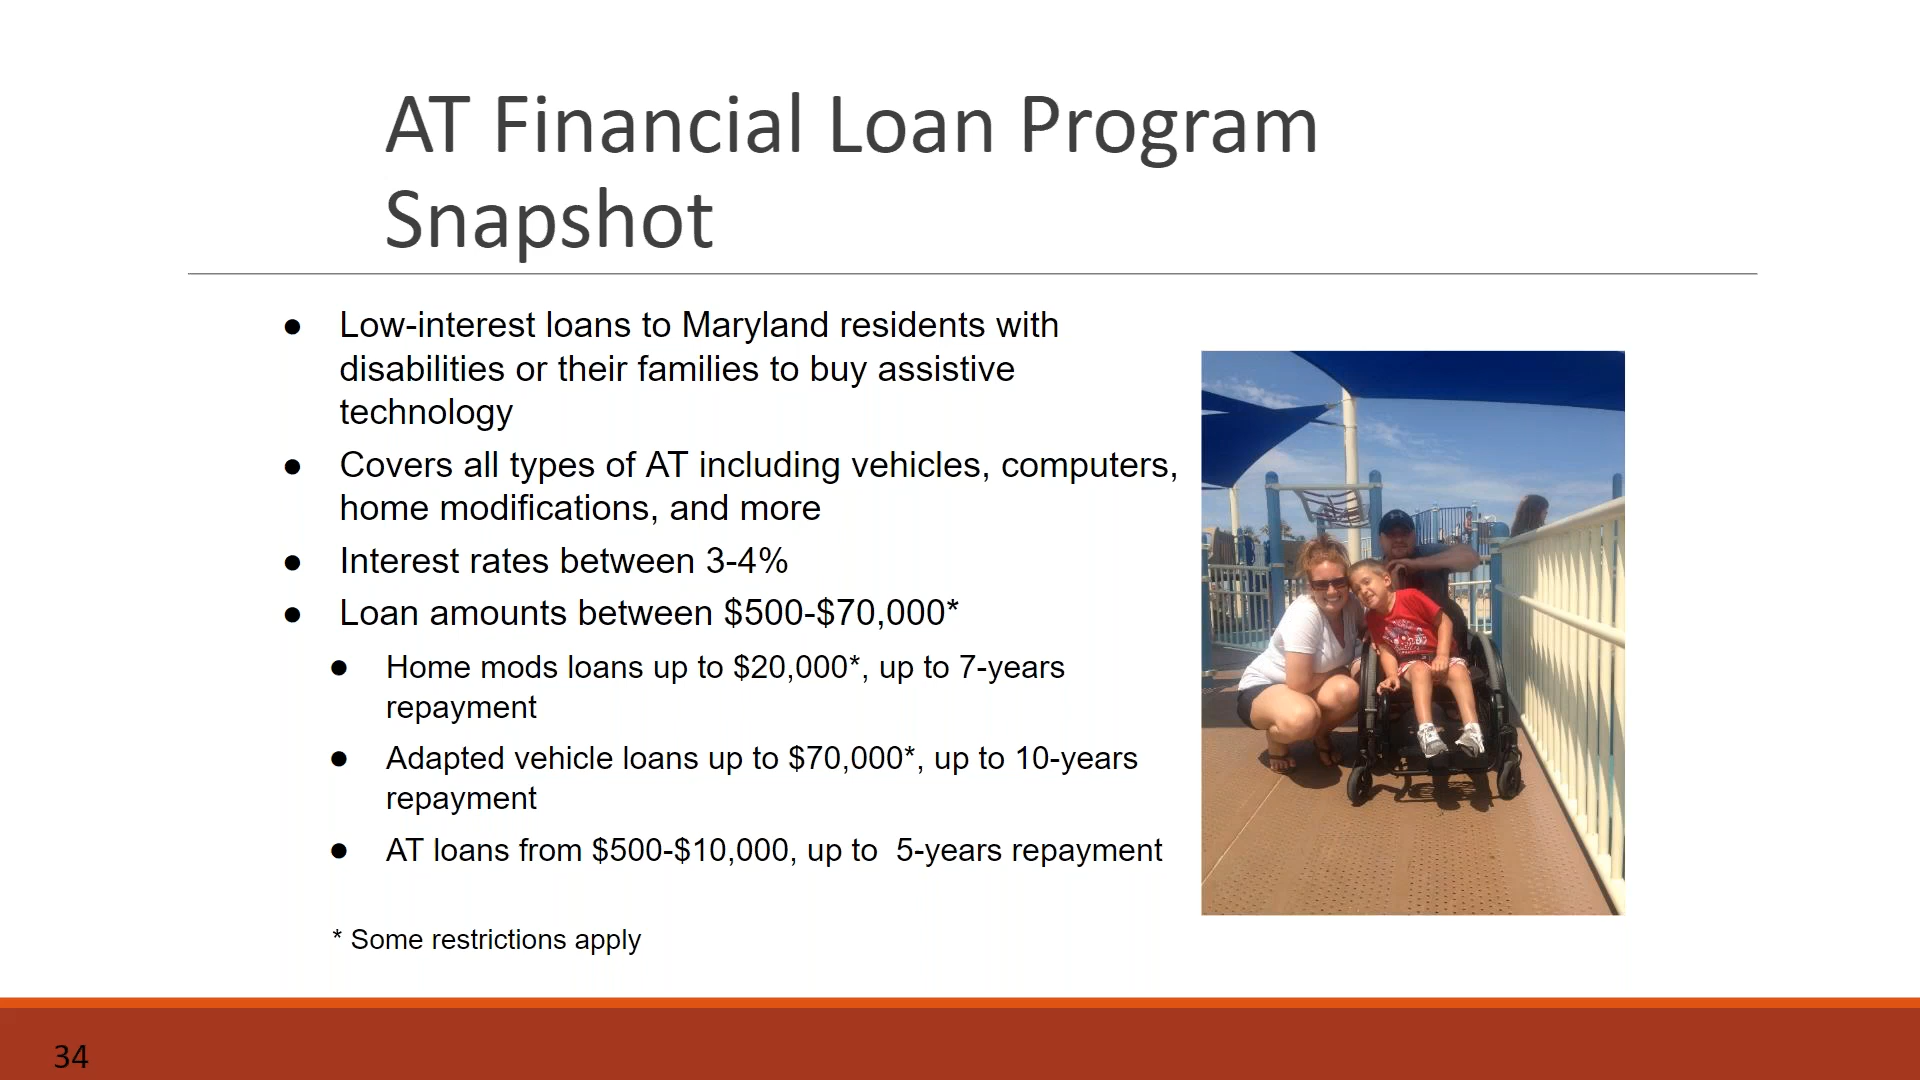 AT Financial Loan Program
Snapshot
● Low-interest loans to Maryland residents with
disabilities or their families to buy assistive
technology
● Covers all types of AT including vehicles, computers,
home modifications, and more
● Interest rates between 3-4%
● Loan amounts between $500-$70,000*
● Home mods loans up to $20,000*, up to 7-years
repayment
● Adapted vehicle loans up to $70,000*, up to 10-years
repayment
● AT loans from $500-$10,000, up to  5-years repayment
* Some restrictions apply
34